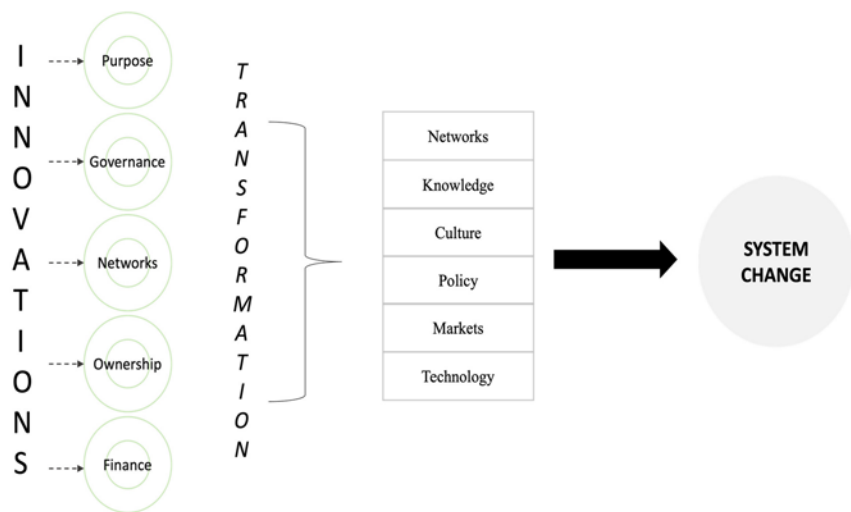 INNOVATIONS
Purpose
Governance
Networks
Ownership
Finance
TRANSFORMATION
Networks
Knowledge
Culture
Policy
Markets
Technology
SYSTEM
CHANGE